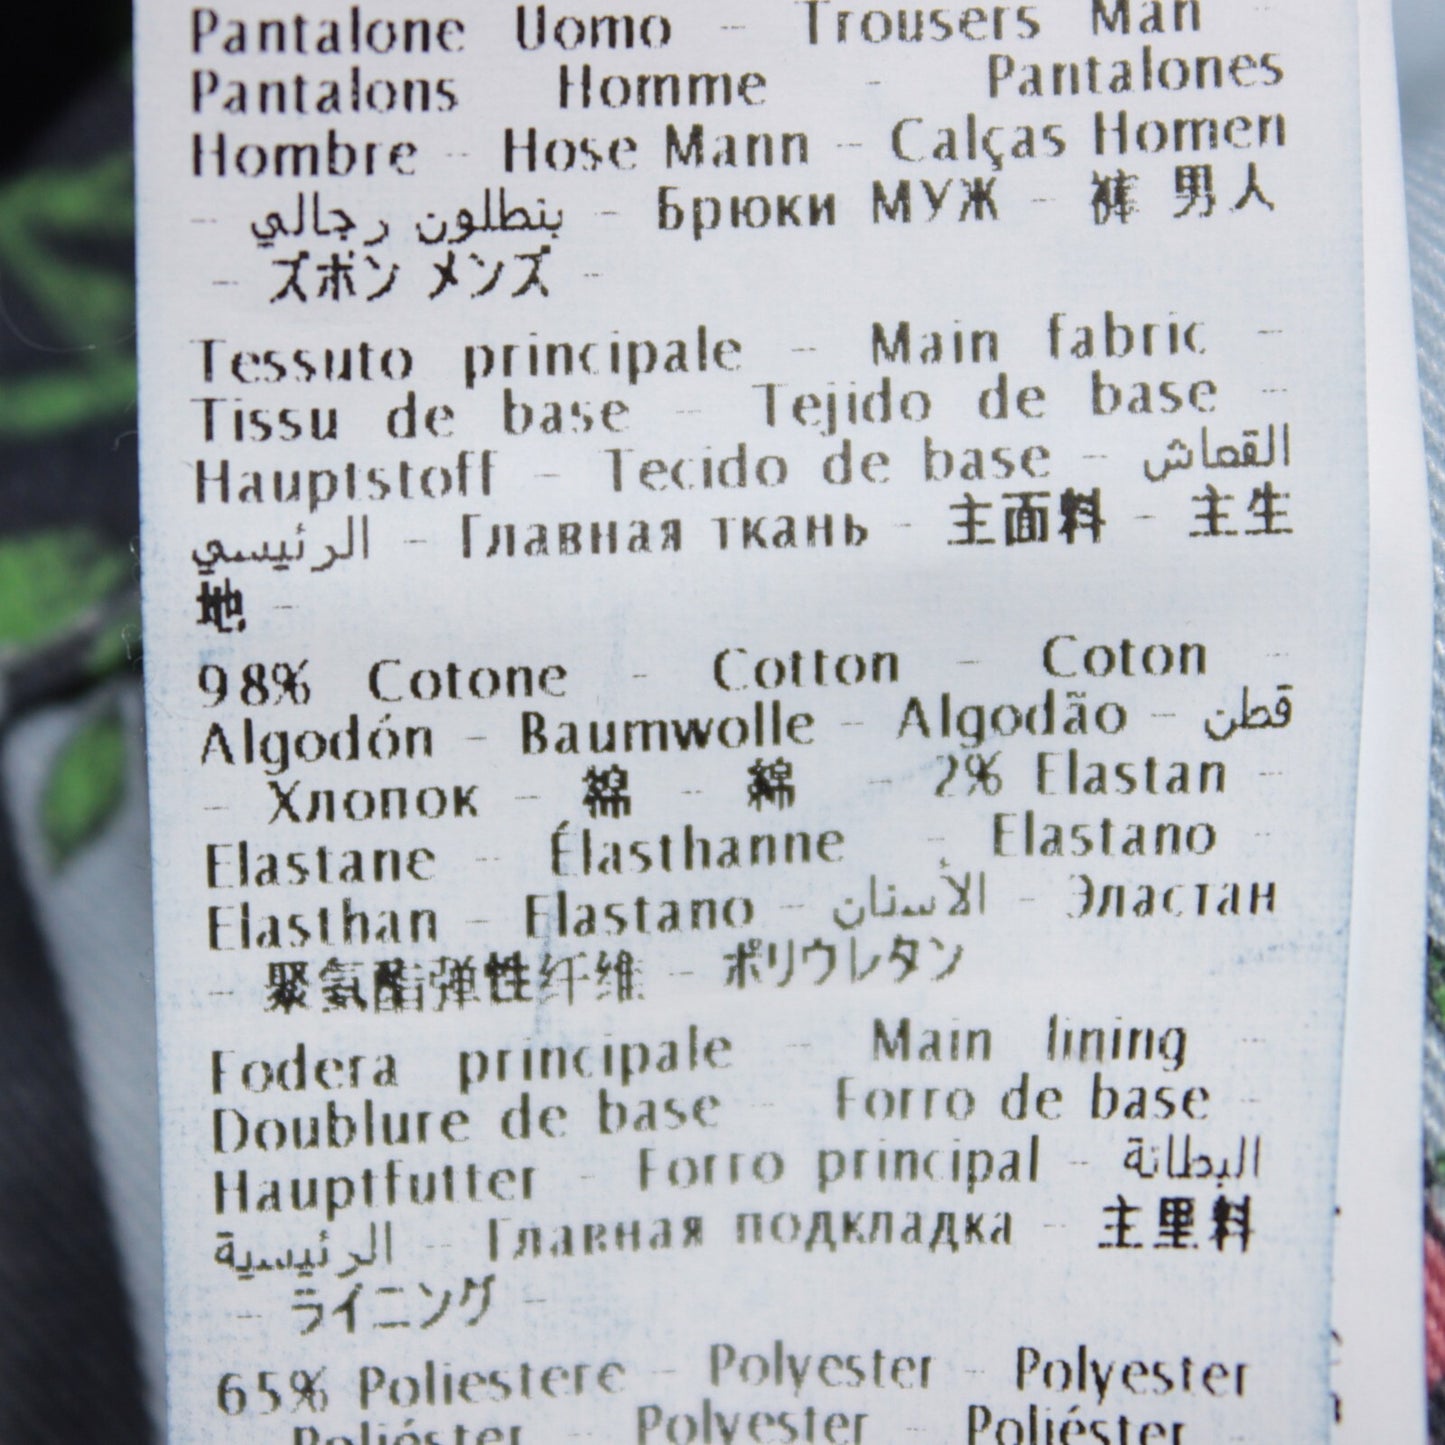 Pantalone Uomo - Trousers Man
Pantalons Homme - Pantalones
Hombre - Hose Mann - Calças Homen
- بنطلون رجالي - Брюки МУЖ - 裤 男人
- ズボン メンズ -
Tessuto principale - Main fabric -
Tissu de base - Tejido de base -
Hauptstoff - Tecido de base - القماش
الرئيسي - Главная ткань - 主面料 - 主生
地 -
98% Cotone - Cotton - Coton -
Algodón - Baumwolle - Algodão - قطن
- Хлопок - 棉 - 綿 - 2% Elastan -
Elastane - Élasthanne - Elastano -
Elasthan - Elastano - الأستان - Эластан
- 聚氨酯弹性纤维 - ポリウレタン
Fodera principale - Main lining -
Doublure de base - Forro de base -
Hauptfutter - Forro principal - البطانة
الرئيسية - Главная подкладка - 主里料
- ライニング -
65% Poliestere - Polyester - Polyester
- Poliéster - Polyester - Poliéster -